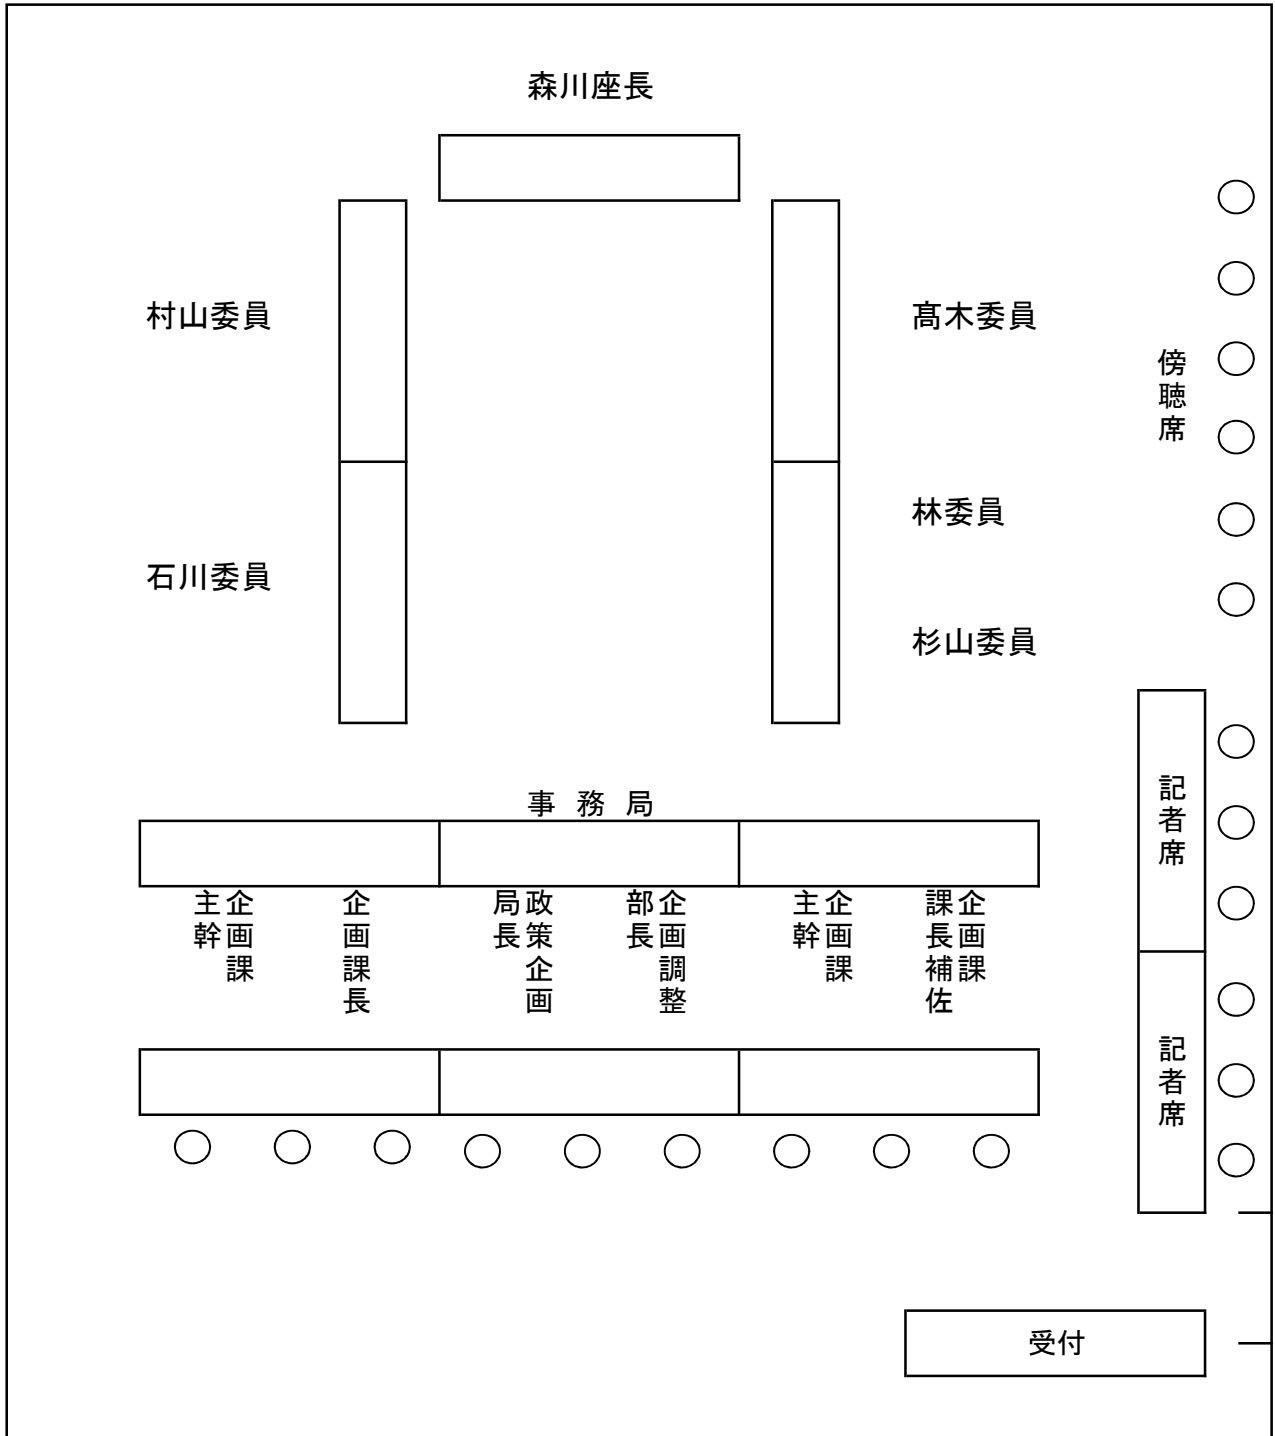 森川座長
村山委員
髙木委員
傍聴席
林委員
石川委員
杉山委員
事務局
記者席
企画課
主幹
企画課長
政策企画
局長
企画調整
部長
企画課
主幹
企画課
課長補佐
記者席
受付